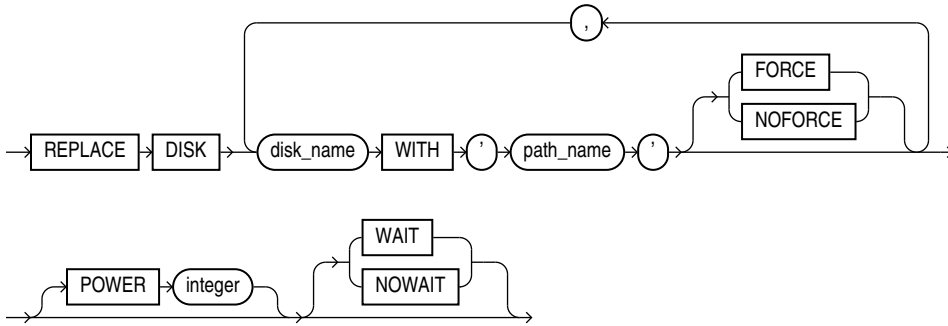 ,
FORCE
NOFORCE
REPLACE DISK disk_name WITH ' path_name '
WAIT
NOWAIT
POWER integer